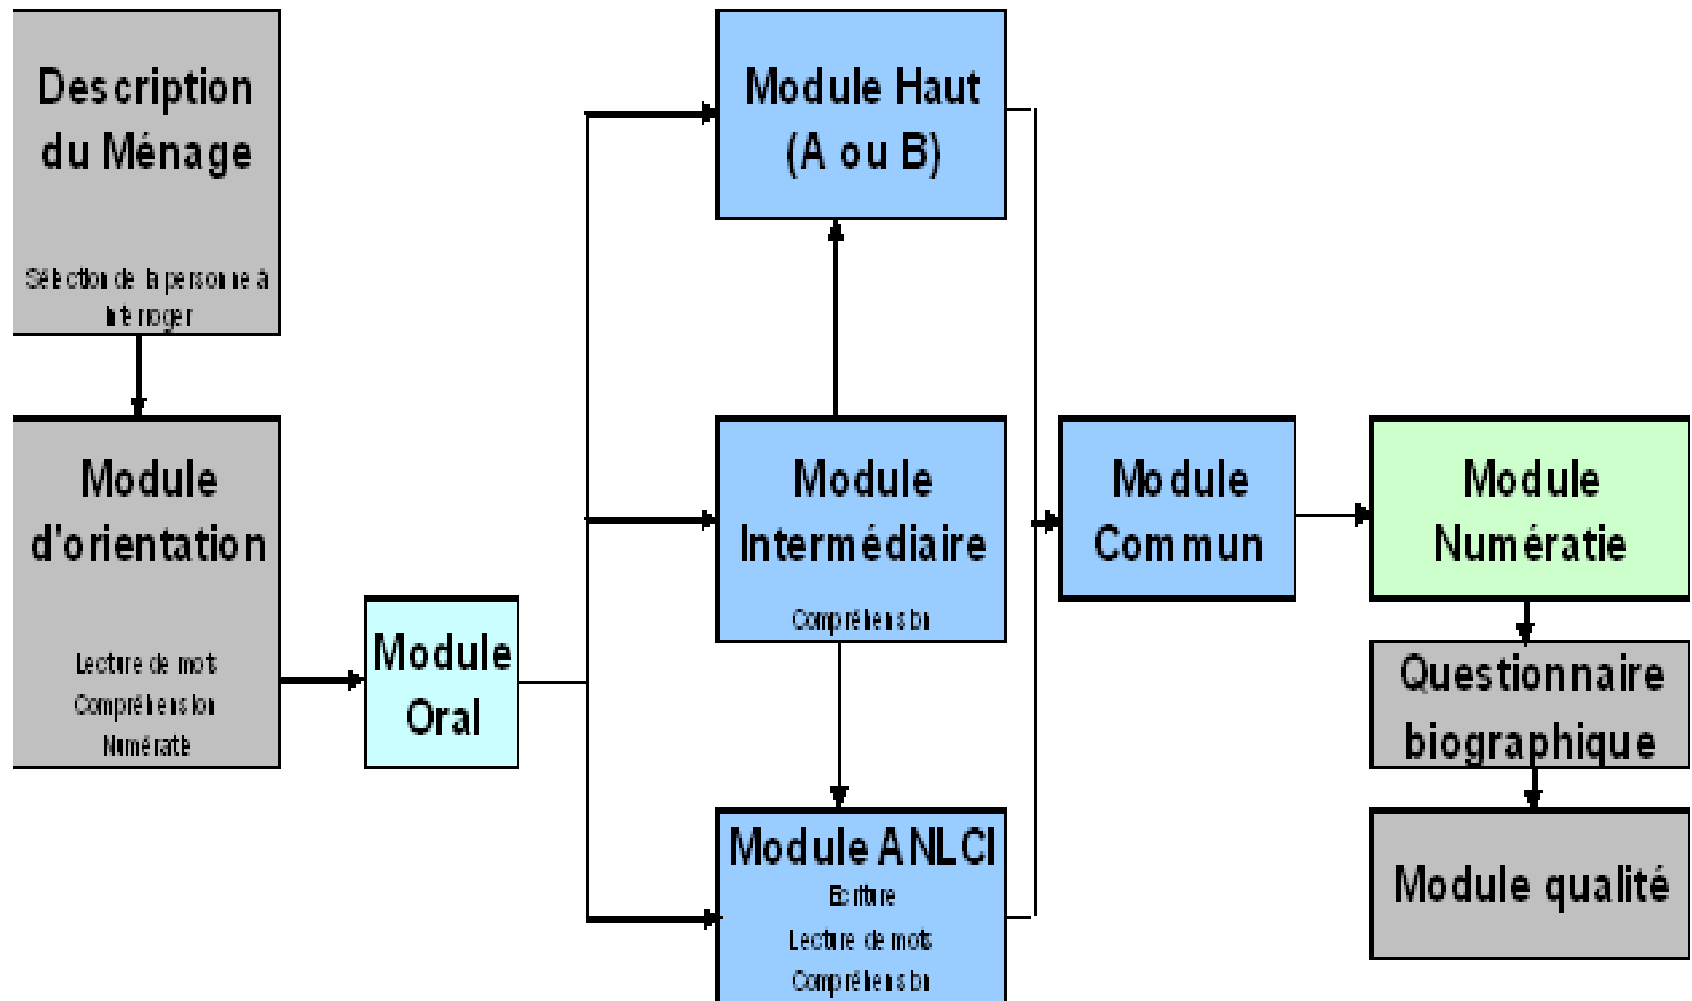 Description
du Ménage
Sélection de la personne à
interroger
Module
d'orientation
Lecture de mots
Compréhension
Numératie
Module
Oral
Module Haut
(A ou B)
Module
Intermédiaire
Compréhension
Module ANLCI
Ecriture
Lecture de mots
Compréhension
Module
Commun
Module
Numératie
Questionnaire
biographique
Module qualité